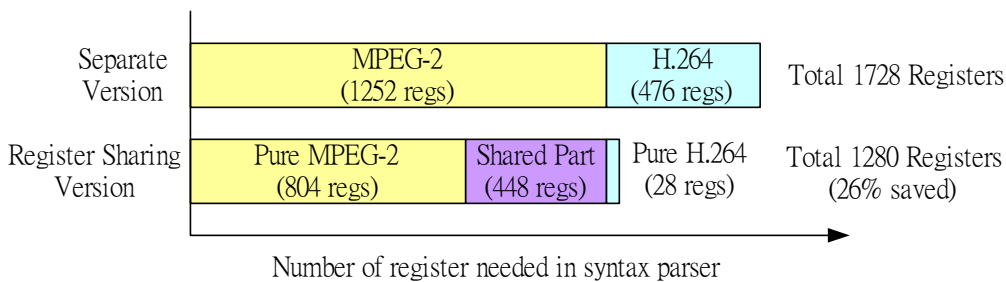 Separate
Version
MPEG-2
(1252 regs)
H.264
(476 regs)
Total 1728 Registers
Register Sharing
Version
Pure MPEG-2
(804 regs)
Shared Part
(448 regs)
Pure H.264
(28 regs)
Total 1280 Registers
(26% saved)
Number of register needed in syntax parser